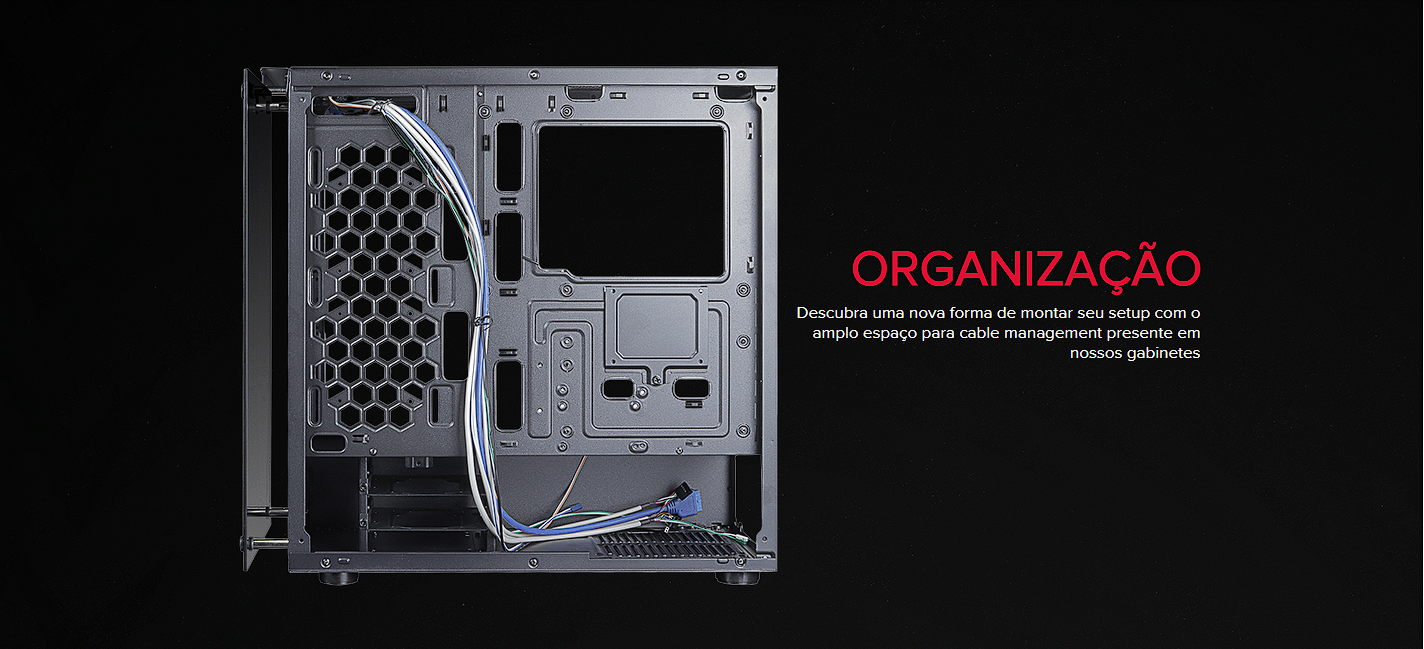 ORGANIZAÇÃO
Descubra uma nova forma de montar seu setup com o
amplo espaço para cable management presente em
nossos gabinetes